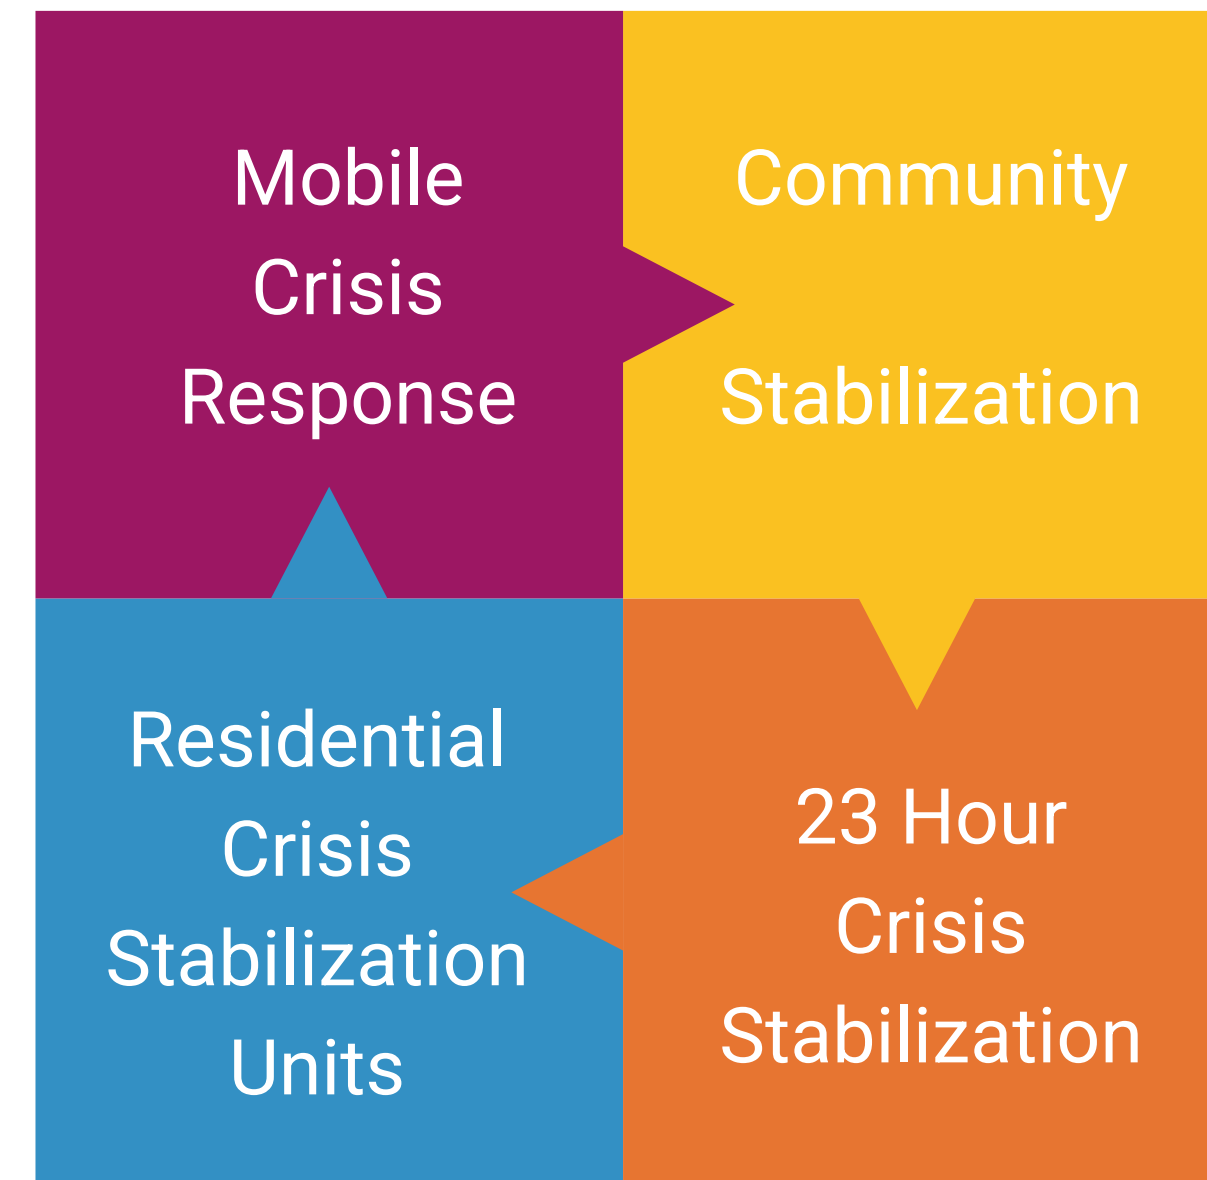 Mobile
Crisis
Response
Community
Stabilization
23 Hour
Crisis
Stabilization
Residential
Crisis
Stabilization
Units